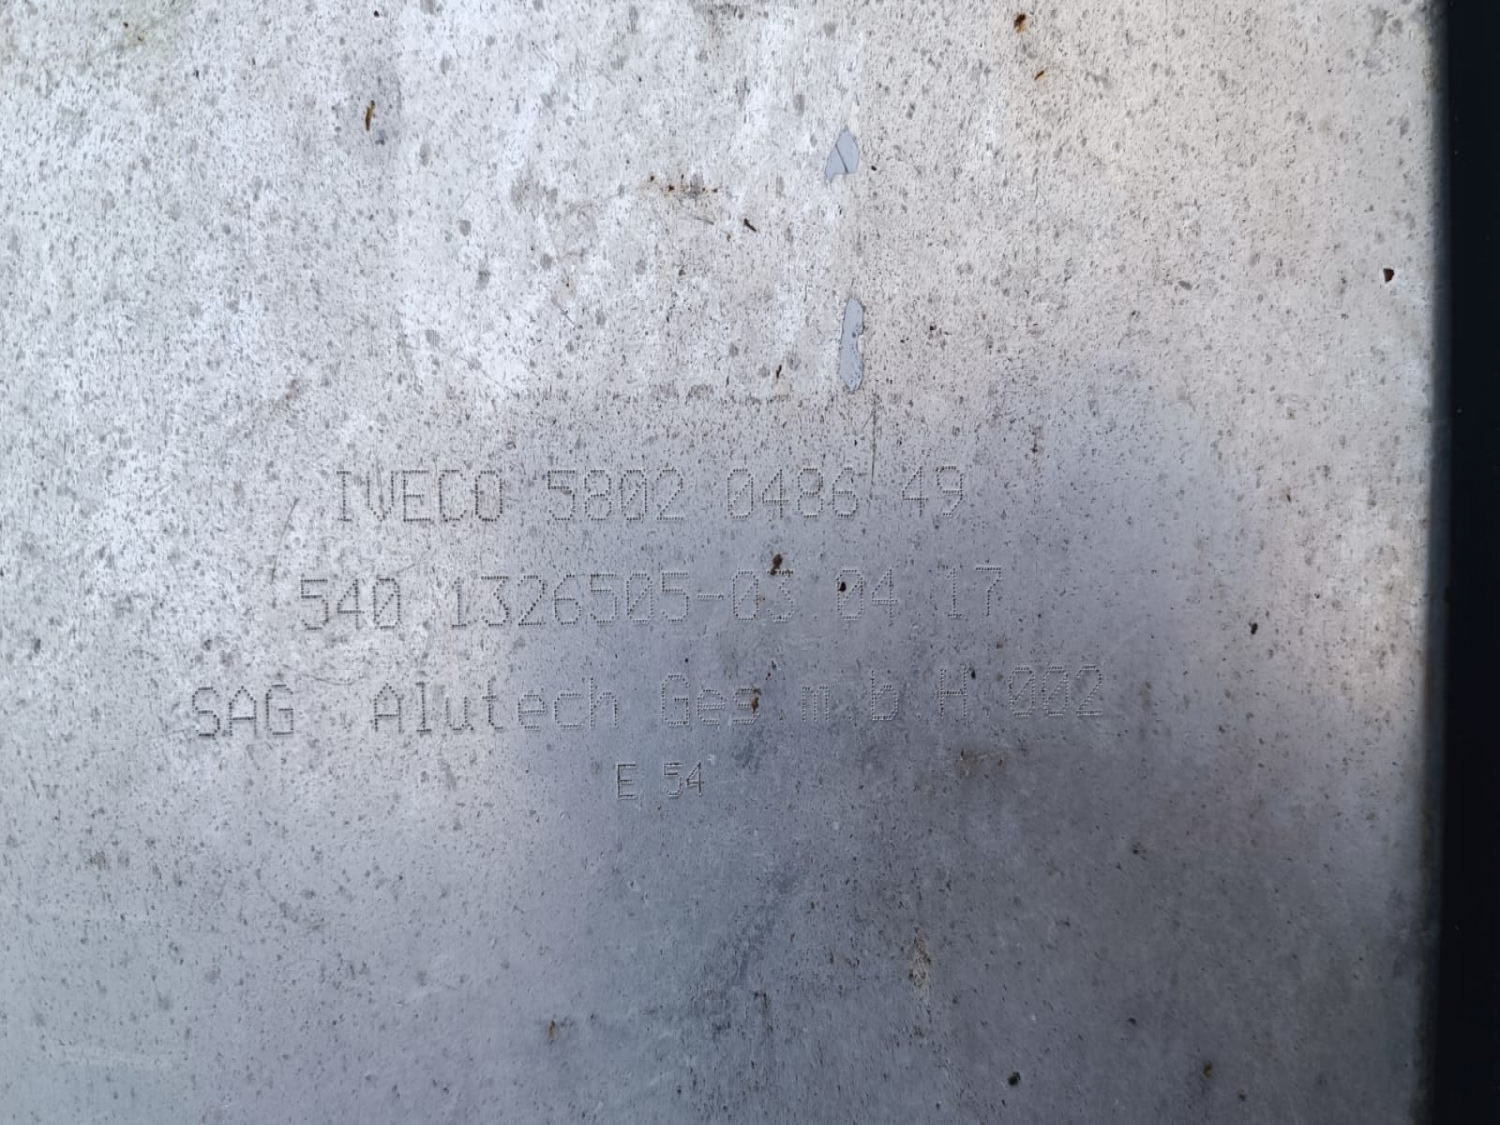 IVECO 5802 0486 49
540 1326505-03 04 17
SAG Alutech Ges.m.b.H.002
E 54